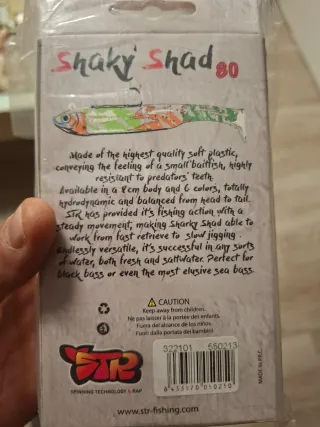 Shaky Shad 80
Made of the highest quality soft plastic,
conveying the feeling of a small baitfish, highly
resistant to predators' teeth.
Available in a 8cm body and 6 colors, totally
hydrodynamic and balanced from head to tail.
STR has provided it's fishing action with a
steady movement, making Sharky Shad able to
work from fast retrieve to slow jigging.
Endlessly versatile, it's successful in any sorts
of water, both fresh and saltwater. Perfect for
black bass or even the most elusive sea bass.
CAUTION
Keep away from children.
Ne pas laisser à la portée des enfants.
Fuera del alcance de los niños.
Fuori dalla portata dei bambini
322101 550213
STR
SPINNING TECHNOLOGY & RAP
MADE IN P.R.C.
www.str-fishing.com